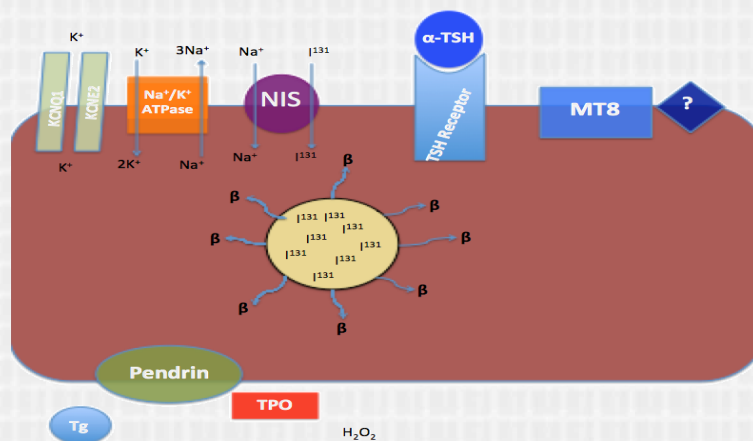 K⁺
K⁺
3Na⁺
Na⁺
I¹³¹
α-TSH
KCNQ1
KCNE2
Na⁺/K⁺
ATPase
NIS
TSH Receptor
MT8
?
K⁺
2K⁺
Na⁺
Na⁺
I¹³¹
β
β
β
β
β
β
β
β
I¹³¹
I¹³¹
I¹³¹
I¹³¹
I¹³¹
I¹³¹
I¹³¹
I¹³¹
Pendrin
TPO
Tg
H₂O₂